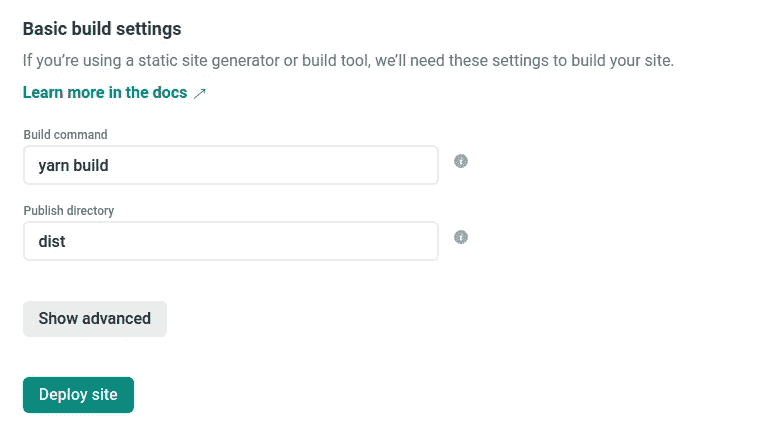 Basic build settings
If you’re using a static site generator or build tool, we’ll need these settings to build your site.
Learn more in the docs ↗
Build command
yarn build
Publish directory
dist
Show advanced
Deploy site